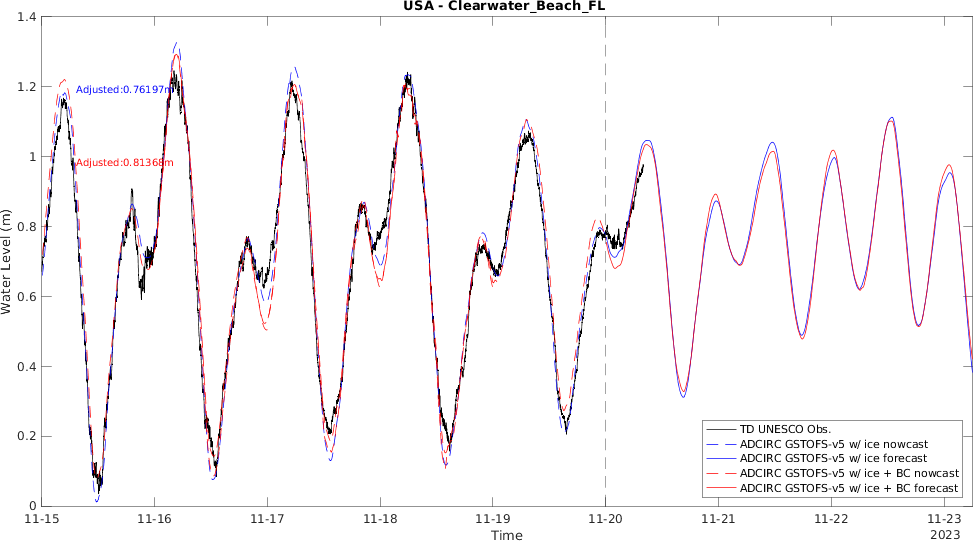 USA - Clearwater_Beach_FL
1.4
1.2
1
0.8
0.6
0.4
0.2
0
Water Level (m)
Adjusted:0.76197m
Adjusted:0.81368m
TD UNESCO Obs.
ADCIRC GSTOFS-v5 w/ ice nowcast
ADCIRC GSTOFS-v5 w/ ice forecast
ADCIRC GSTOFS-v5 w/ ice + BC nowcast
ADCIRC GSTOFS-v5 w/ ice + BC forecast
11-15 11-16 11-17 11-18 11-19 11-20 11-21 11-22 11-23
Time
2023